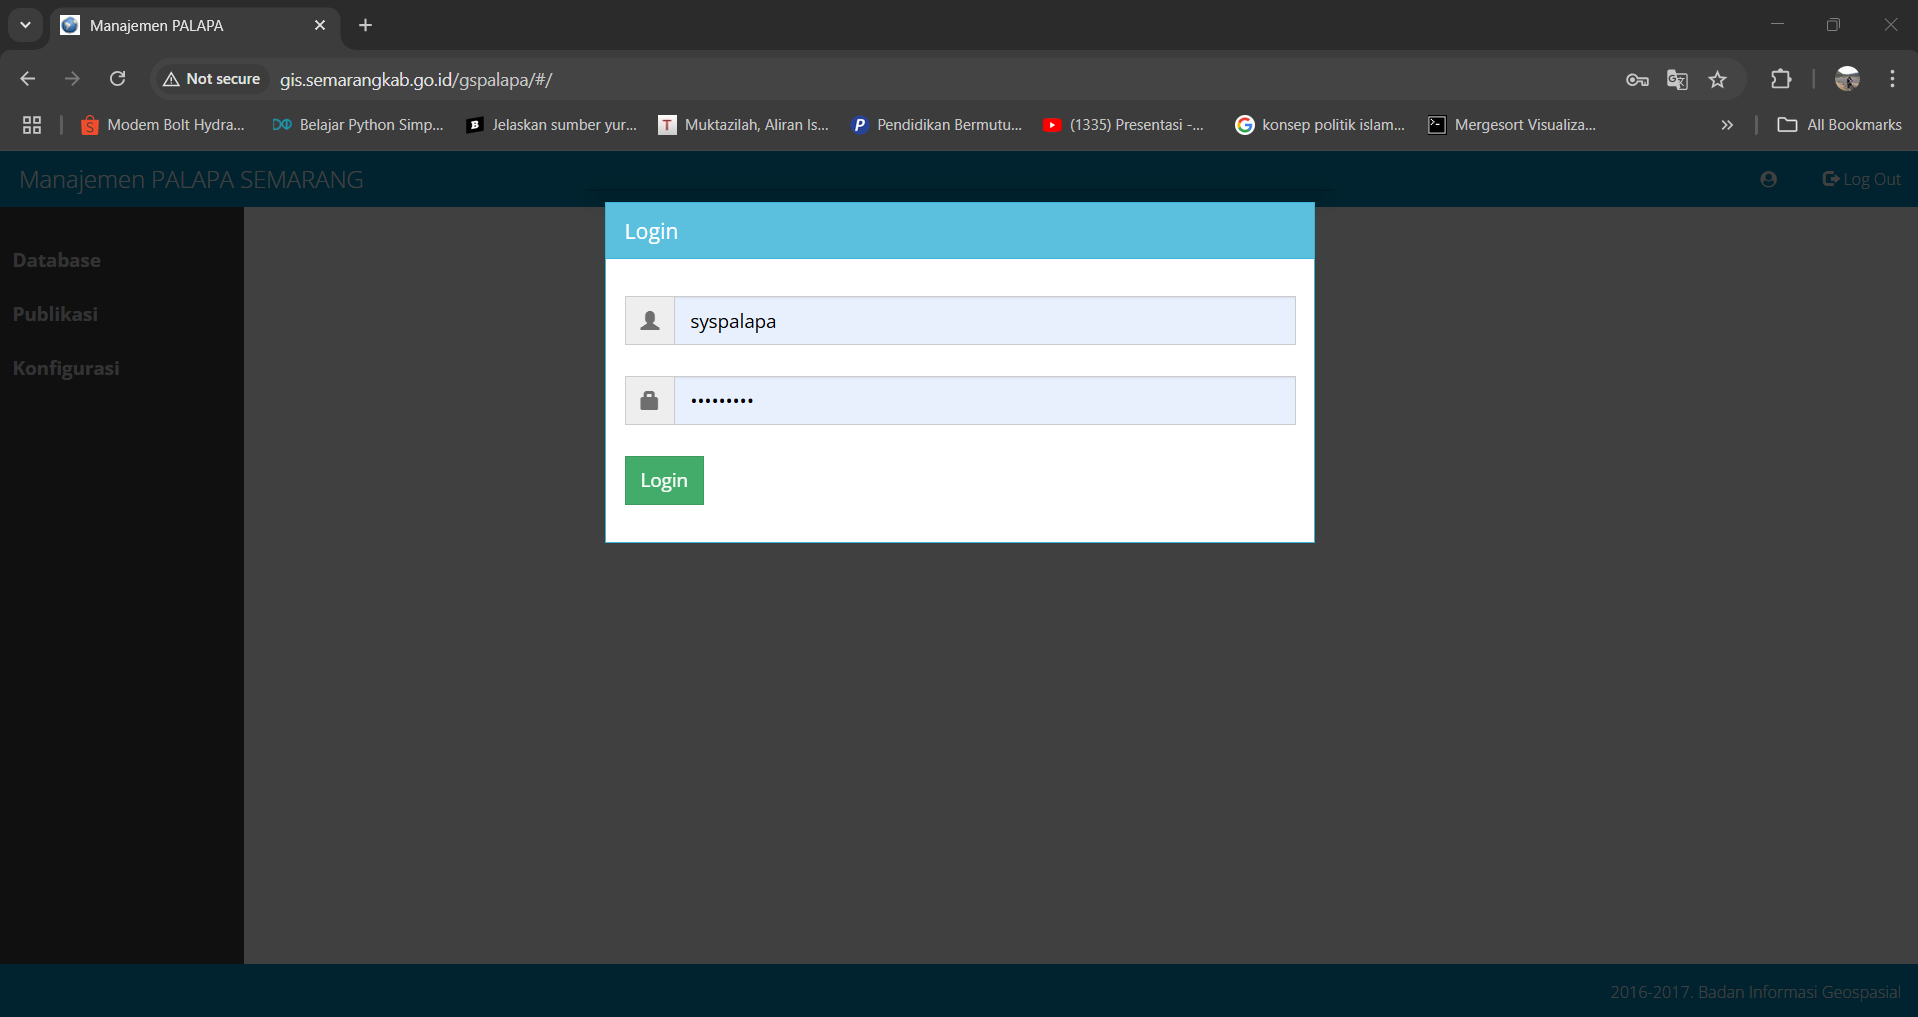 Manajemen PALAPA
Not secure
gis.semarangkab.go.id/gspalapa/#/
Modem Bolt Hydra...
Belajar Python Simp...
Jelaskan sumber yur...
Muktazilah, Aliran Is...
Pendidikan Bermutu...
(1335) Presentasi -...
konsep politik islam...
Mergesort Visualiza...
All Bookmarks
Manajemen PALAPA SEMARANG
Log Out
Login
Database
Publikasi
Konfigurasi
syspalapa
•••••••••
Login
2016-2017. Badan Informasi Geospasial